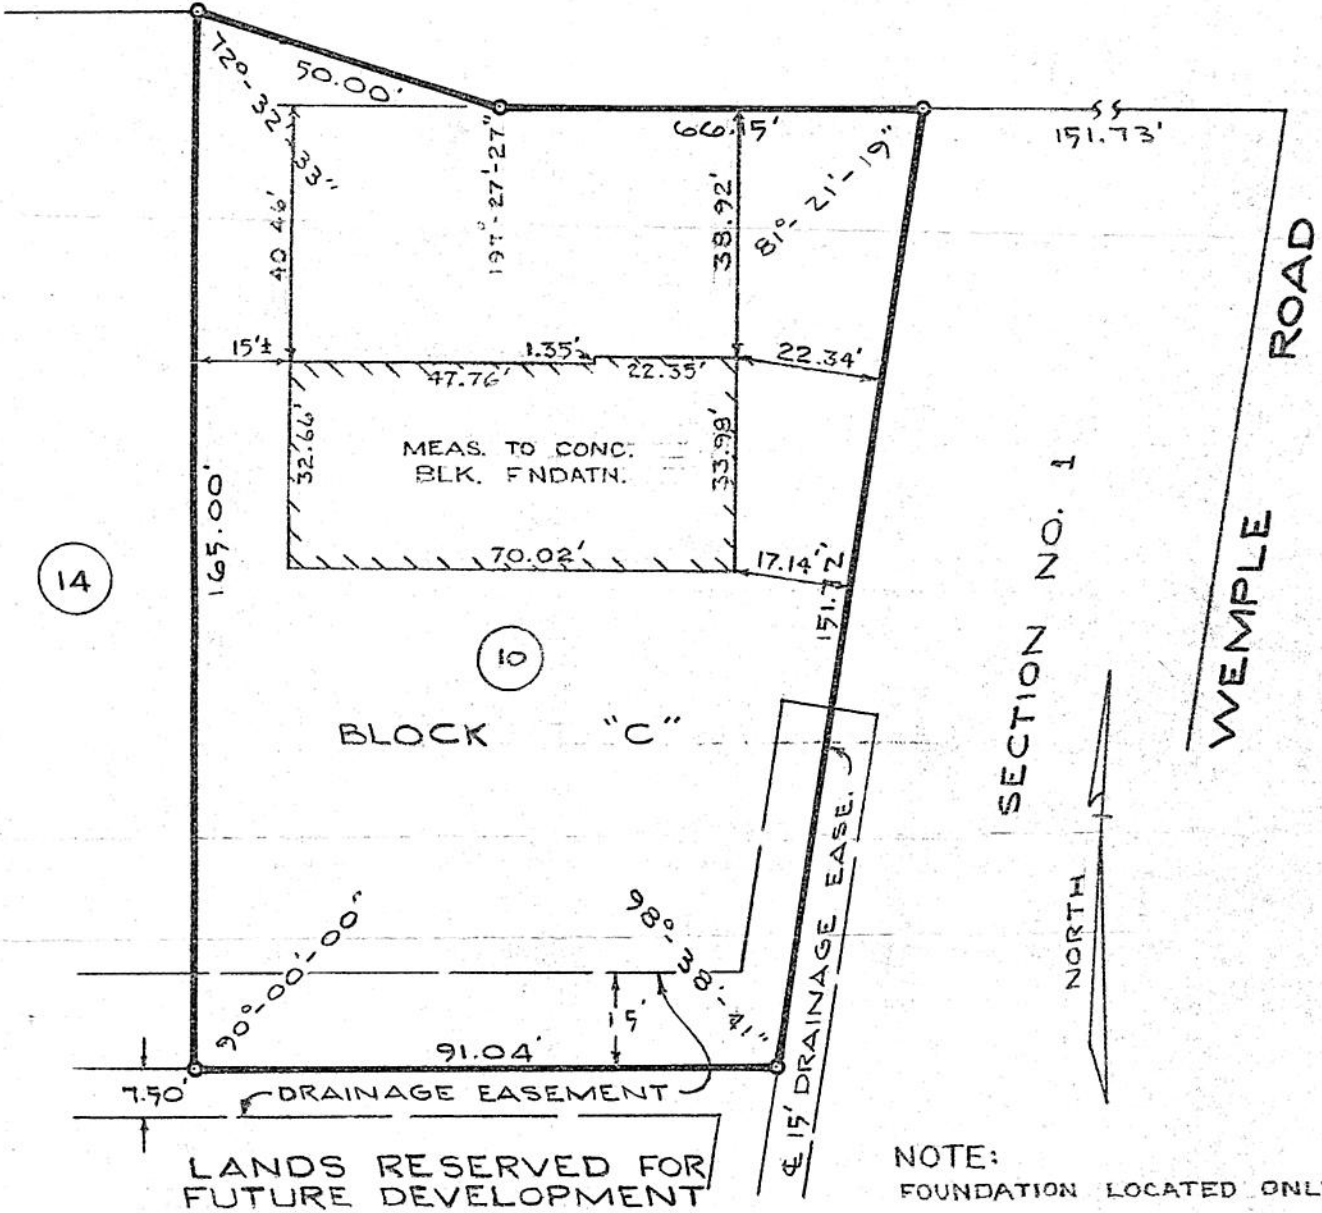 72°-32'-33"
50.00'
66.15'
151.73'
197°-27'-27"
81°-21'-19"
40.46'
38.92'
ROAD
WEMPLE
15'±
1.35'
22.34'
47.76'
22.35'
32.66'
MEAS. TO CONC.
BLK. FNDATN.
33.98'
165.00'
70.02'
17.14'
151.72'
14
10
BLOCK "C"
SECTION NO. 1
90°-00'-00"
98°-38'-41"
15'
91.04'
7.50'
DRAINAGE EASEMENT
℄ 15' DRAINAGE EASE.
NORTH
LANDS RESERVED FOR
FUTURE DEVELOPMENT
NOTE:
FOUNDATION LOCATED ONLY